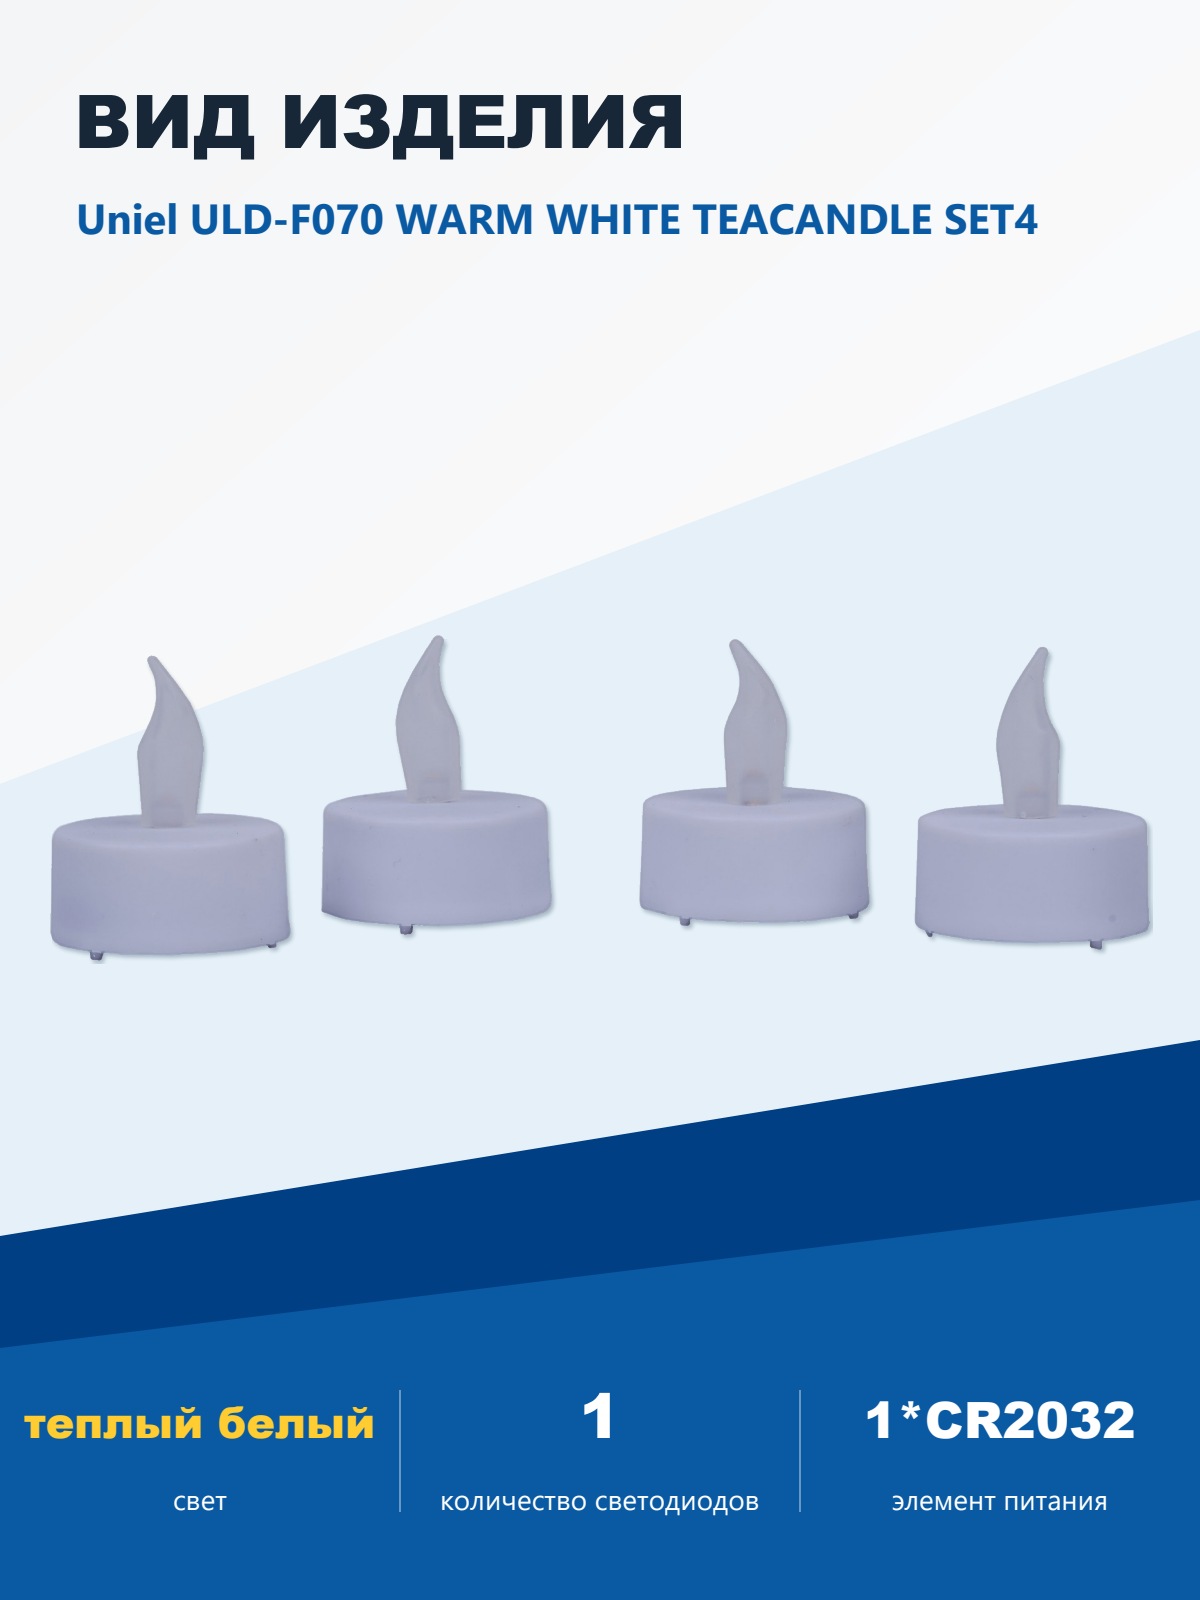 ВИД ИЗДЕЛИЯ
Uniel ULD-F070 WARM WHITE TEACANDLE SET4
теплый белый
свет
1
количество светодиодов
1*CR2032
элемент питания